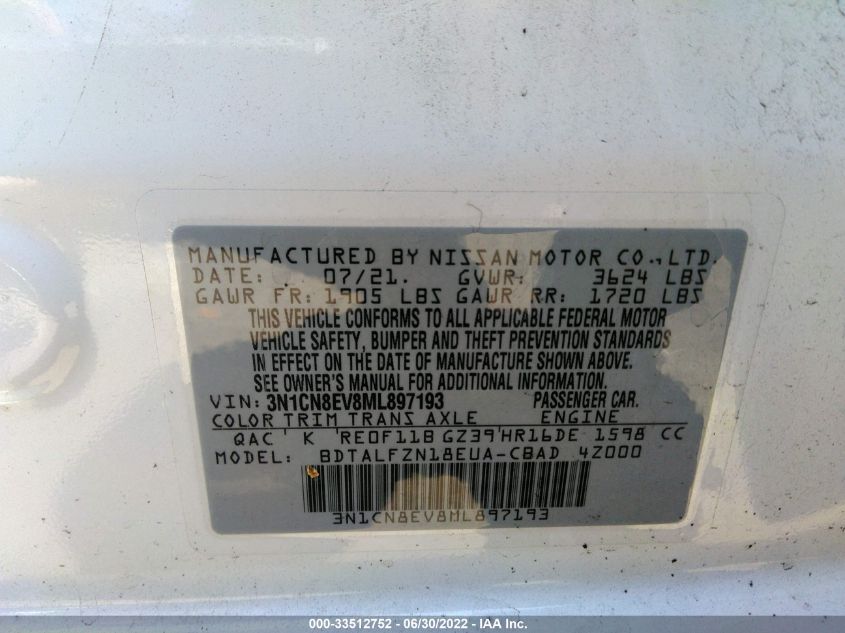 MANUFACTURED BY NISSAN MOTOR CO., LTD.
DATE: 07/21. GVWR: 3624 LBS
GAWR FR: 1905 LBS GAWR RR: 1720 LBS
THIS VEHICLE CONFORMS TO ALL APPLICABLE FEDERAL MOTOR
VEHICLE SAFETY, BUMPER AND THEFT PREVENTION STANDARDS
IN EFFECT ON THE DATE OF MANUFACTURE SHOWN ABOVE.
SEE OWNER'S MANUAL FOR ADDITIONAL INFORMATION.
VIN: 3N1CN8EV8ML897193 PASSENGER CAR.
COLOR TRIM TRANS AXLE ENGINE
QAC K RE0F11B GZ39 HR16DE 1598 CC
MODEL: BDTALFZN18EUA-CBAD 4Z000
3N1CN8EV8ML897193
000-33512752 - 06/30/2022 - IAA Inc.